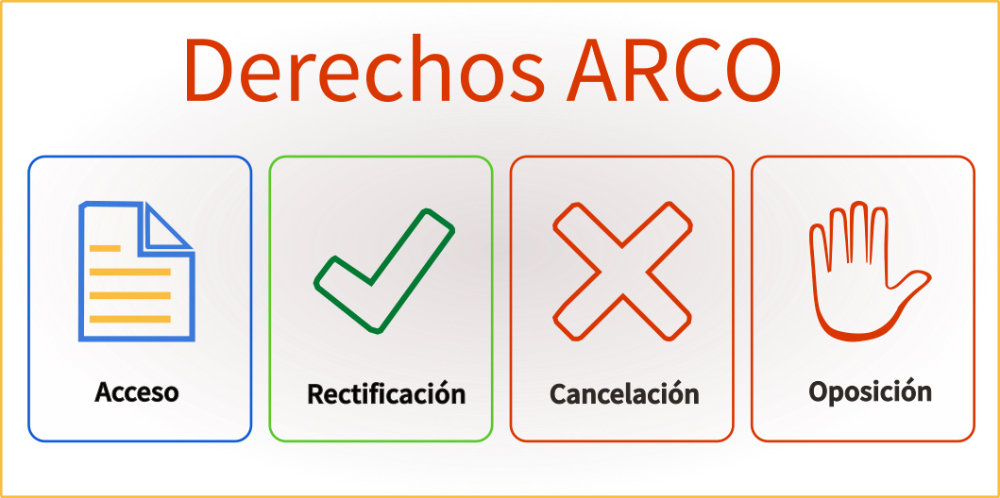 Derechos ARCO
Acceso
Rectificación
Cancelación
Oposición